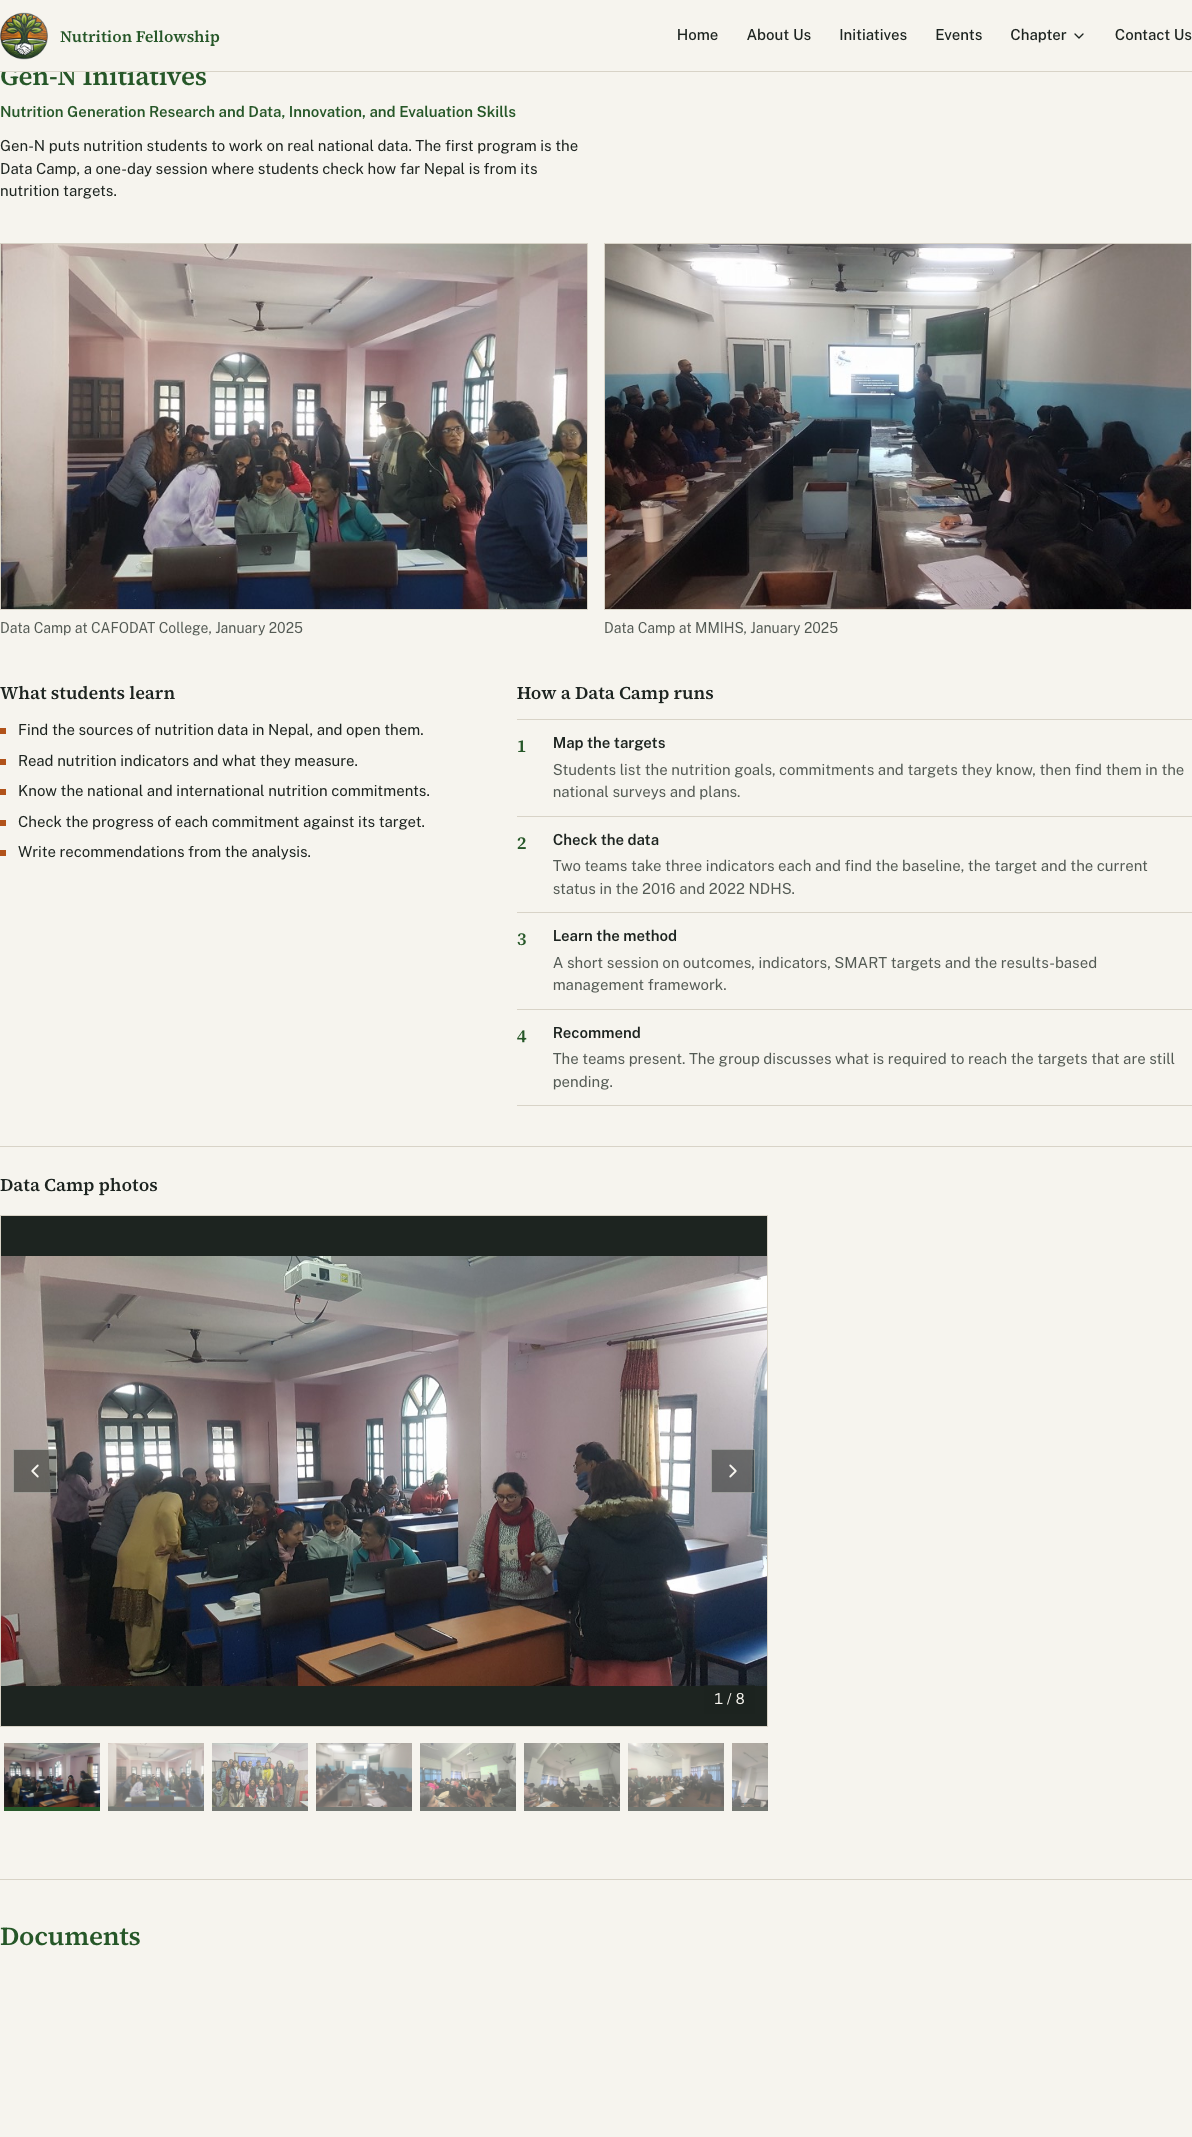 Nutrition Fellowship
Home About Us Initiatives Events Chapter Contact Us
Gen-N Initiatives
Nutrition Generation Research and Data, Innovation, and Evaluation Skills
Gen-N puts nutrition students to work on real national data. The first program is the
Data Camp, a one-day session where students check how far Nepal is from its
nutrition targets.
Data Camp at CAFODAT College, January 2025
Data Camp at MMIHS, January 2025
What students learn
Find the sources of nutrition data in Nepal, and open them.
Read nutrition indicators and what they measure.
Know the national and international nutrition commitments.
Check the progress of each commitment against its target.
Write recommendations from the analysis.
How a Data Camp runs
1 Map the targets
Students list the nutrition goals, commitments and targets they know, then find them in the
national surveys and plans.
2 Check the data
Two teams take three indicators each and find the baseline, the target and the current
status in the 2016 and 2022 NDHS.
3 Learn the method
A short session on outcomes, indicators, SMART targets and the results-based
management framework.
4 Recommend
The teams present. The group discusses what is required to reach the targets that are still
pending.
Data Camp photos
1 / 8
Documents